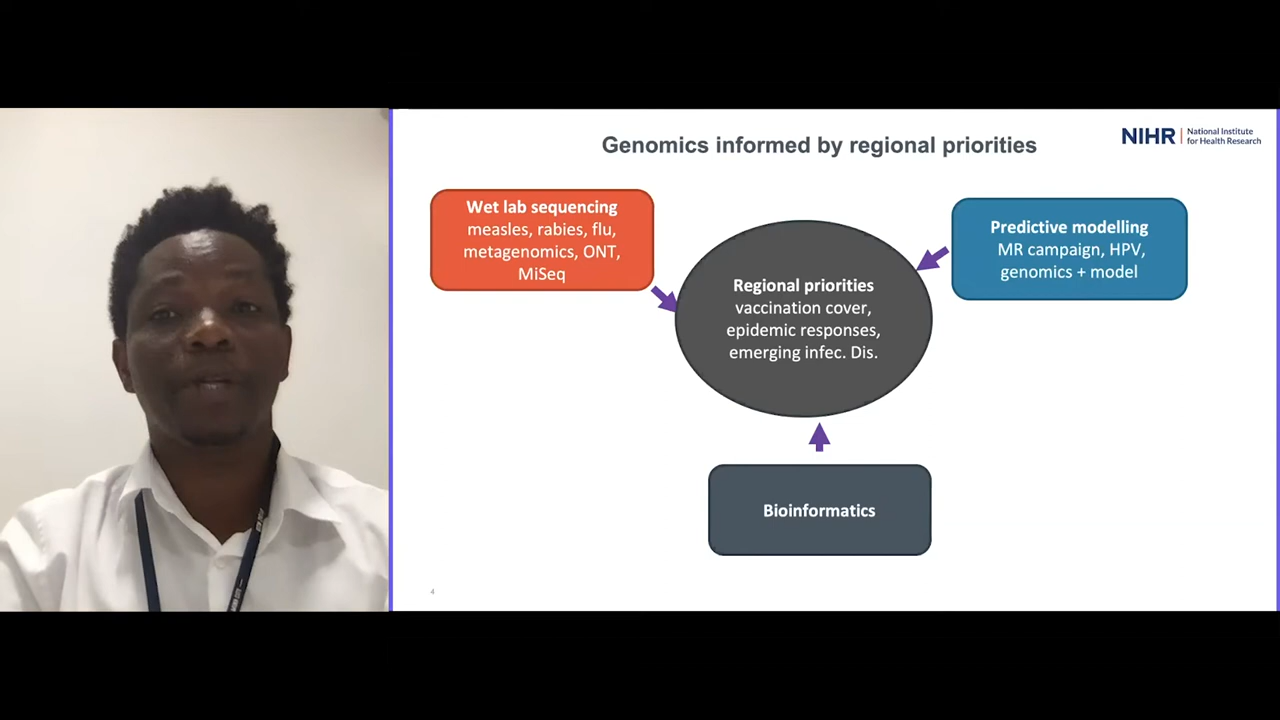 Genomics informed by regional priorities
NIHR
National Institute
for Health Research
Wet lab sequencing
measles, rabies, flu,
metagenomics, ONT,
MiSeq
Predictive modelling
MR campaign, HPV,
genomics + model
Regional priorities
vaccination cover,
epidemic responses,
emerging infec. Dis.
Bioinformatics
4